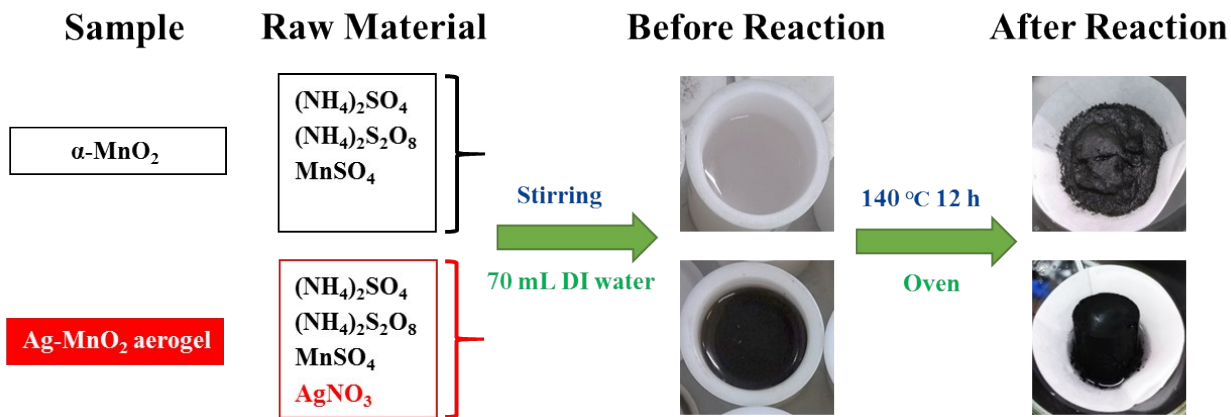 Sample
Raw Material
Before Reaction
After Reaction
α-MnO₂
(NH₄)₂SO₄
(NH₄)₂S₂O₈
MnSO₄
Stirring
70 mL DI water
140 °C 12 h
Oven
Ag-MnO₂ aerogel
(NH₄)₂SO₄
(NH₄)₂S₂O₈
MnSO₄
AgNO₃